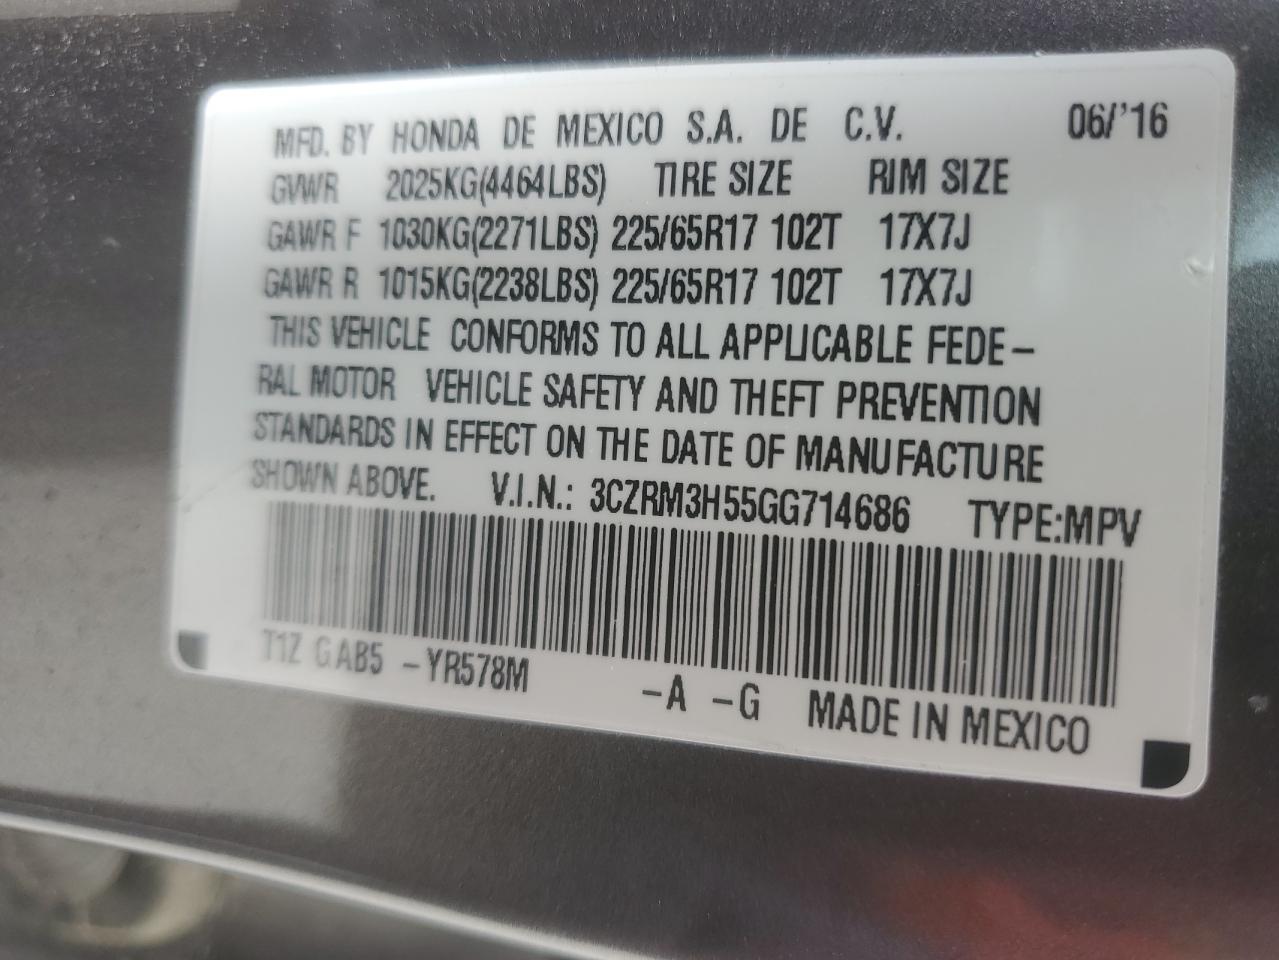 MFD. BY HONDA DE MEXICO S.A. DE C.V. 06/'16
GVWR 2025KG(4464LBS) TIRE SIZE RIM SIZE
GAWR F 1030KG(2271LBS) 225/65R17 102T 17X7J
GAWR R 1015KG(2238LBS) 225/65R17 102T 17X7J
THIS VEHICLE CONFORMS TO ALL APPLICABLE FEDE-
RAL MOTOR VEHICLE SAFETY AND THEFT PREVENTION
STANDARDS IN EFFECT ON THE DATE OF MANUFACTURE
SHOWN ABOVE. V.I.N.: 3CZRM3H55GG714686 TYPE:MPV
T1Z GAB5 -YR578M -A -G MADE IN MEXICO